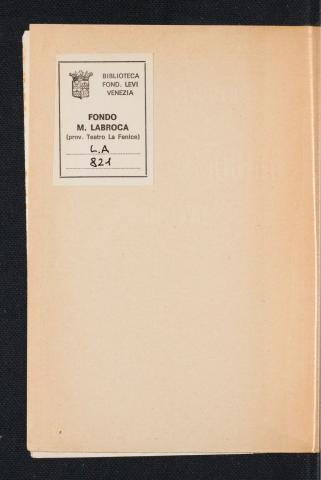 BIBLIOTECA
FOND. LEVI
VENEZIA
FONDO
M. LABROCA
(prov. Teatro La Fenice)
L.A
821